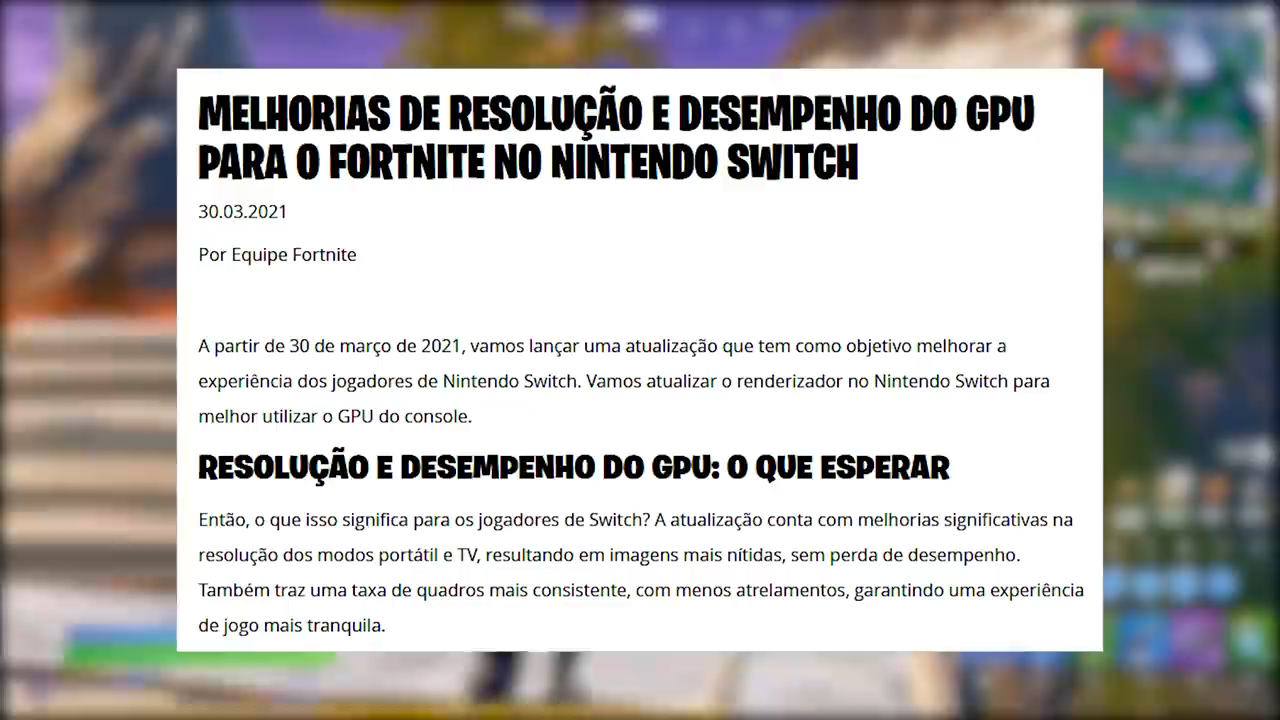 MELHORIAS DE RESOLUÇÃO E DESEMPENHO DO GPU
PARA O FORTNITE NO NINTENDO SWITCH
30.03.2021
Por Equipe Fortnite
A partir de 30 de março de 2021, vamos lançar uma atualização que tem como objetivo melhorar a
experiência dos jogadores de Nintendo Switch. Vamos atualizar o renderizador no Nintendo Switch para
melhor utilizar o GPU do console.
RESOLUÇÃO E DESEMPENHO DO GPU: O QUE ESPERAR
Então, o que isso significa para os jogadores de Switch? A atualização conta com melhorias significativas na
resolução dos modos portátil e TV, resultando em imagens mais nítidas, sem perda de desempenho.
Também traz uma taxa de quadros mais consistente, com menos atrelamentos, garantindo uma experiência
de jogo mais tranquila.